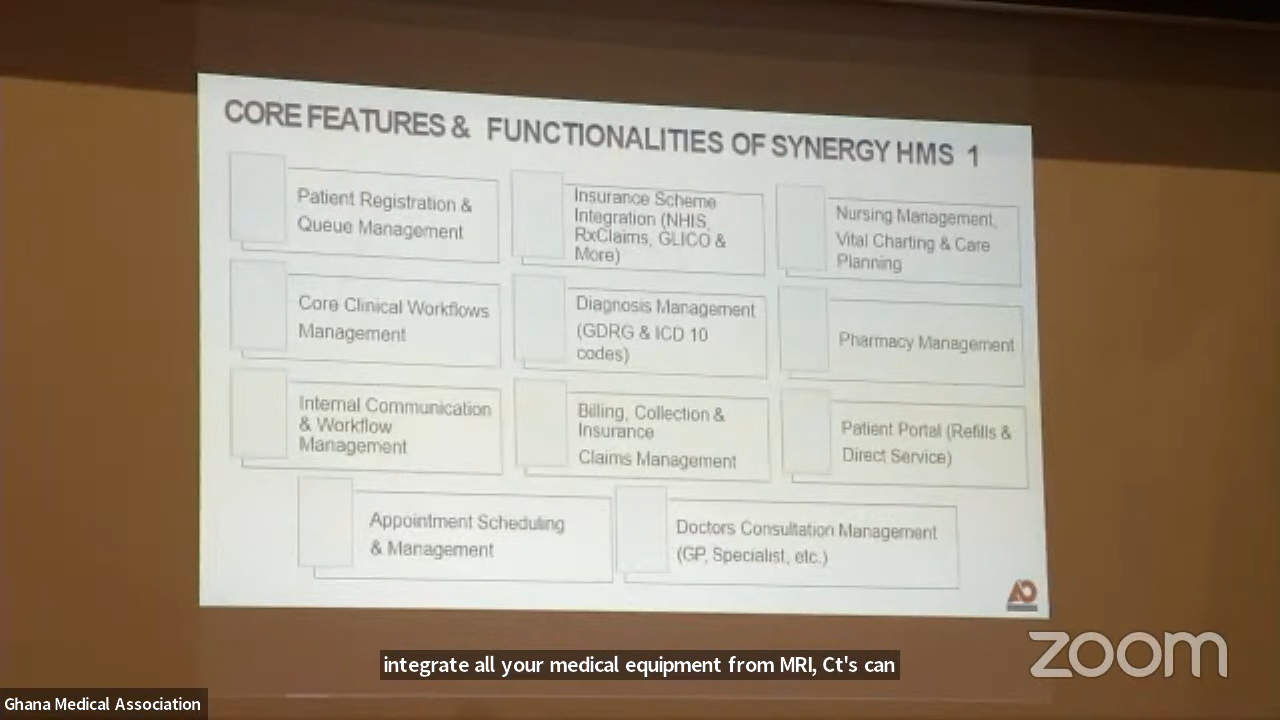 CORE FEATURES & FUNCTIONALITIES OF SYNERGY HMS 1
Patient Registration &
Queue Management
Insurance Scheme
Integration (NHIS,
RxClaims, GLICO &
More)
Nursing Management,
Vital Charting & Care
Planning
Core Clinical Workflows
Management
Diagnosis Management
(GDRG & ICD 10
codes)
Pharmacy Management
Internal Communication
& Workflow
Management
Billing, Collection &
Insurance
Claims Management
Patient Portal (Refills &
Direct Service)
Appointment Scheduling
& Management
Doctors Consultation Management
(GP, Specialist, etc.)
integrate all your medical equipment from MRI, Ct's can
zoom
Ghana Medical Association